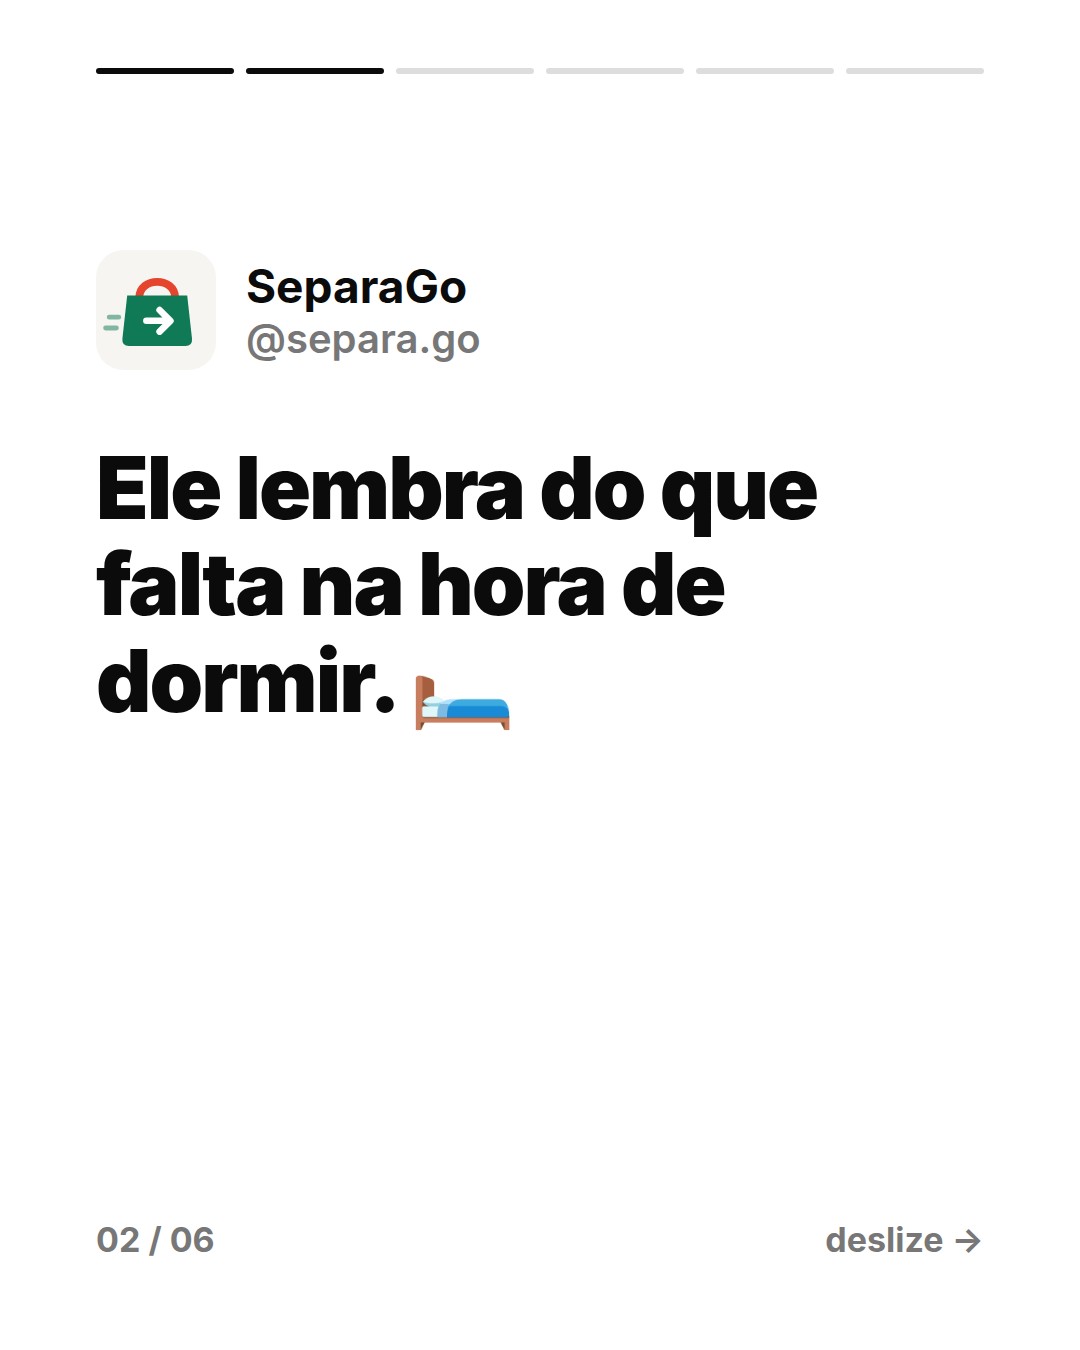 SeparaGo
@separa.go
Ele lembra do que
falta na hora de
dormir. 🛏️
02 / 06
deslize →